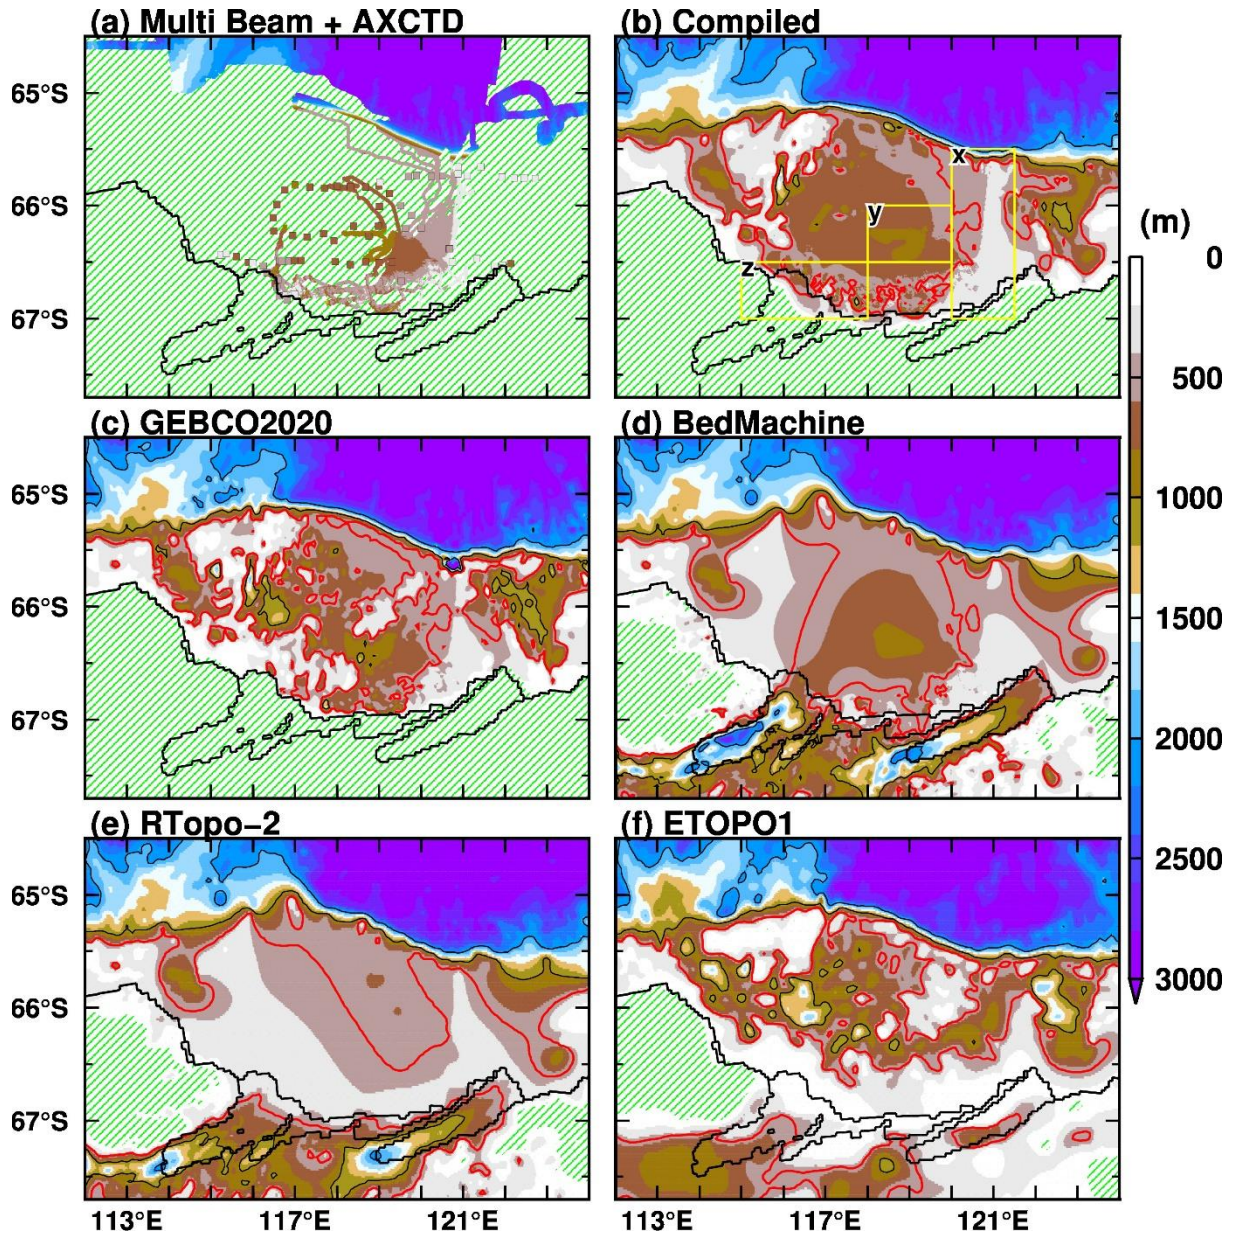 (a) Multi Beam + AXCTD
(b) Compiled
65°S
66°S
67°S
x
y
z
(m)
0
500
1000
1500
2000
2500
3000
(c) GEBCO2020
(d) BedMachine
65°S
66°S
67°S
(e) RTopo-2
(f) ETOPO1
65°S
66°S
67°S
113°E 117°E 121°E
117°E 121°E